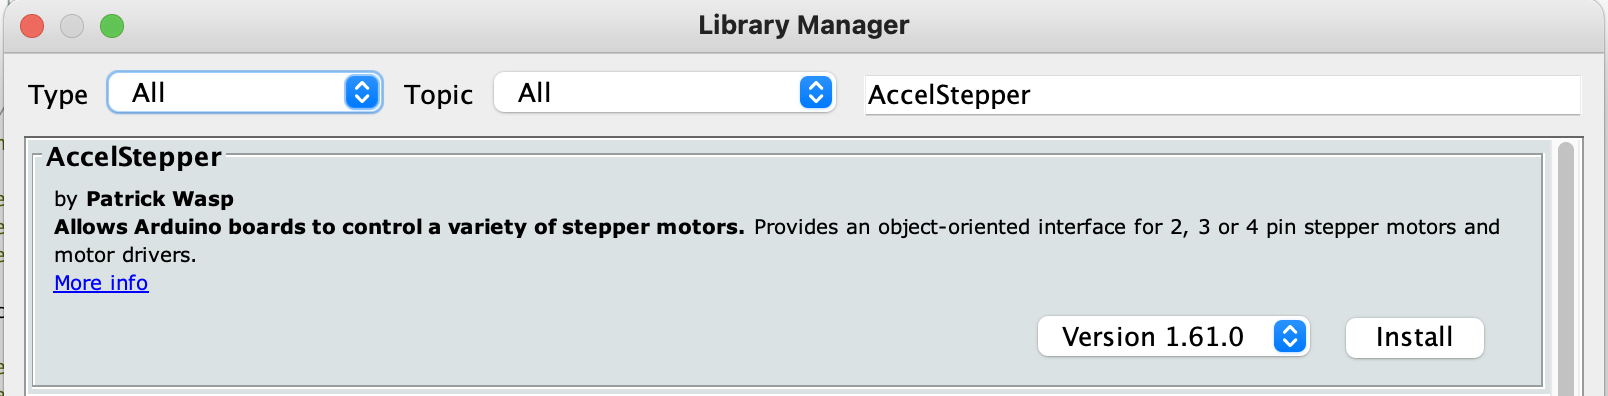 Library Manager
Type All Topic All AccelStepper
AccelStepper
by Patrick Wasp
Allows Arduino boards to control a variety of stepper motors. Provides an object-oriented interface for 2, 3 or 4 pin stepper motors and
motor drivers.
More info
Version 1.61.0 Install